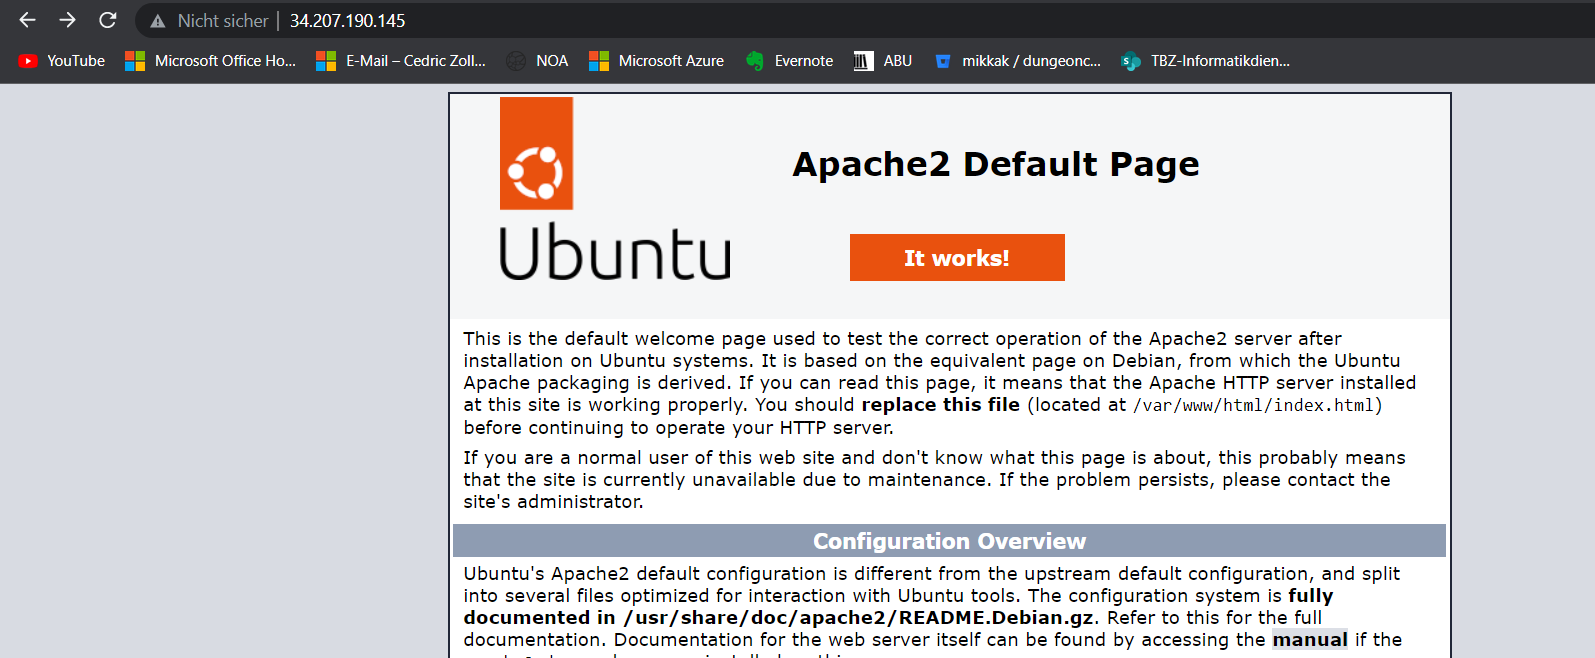 Nicht sicher | 34.207.190.145
YouTube Microsoft Office Ho... E-Mail – Cedric Zoll... NOA Microsoft Azure Evernote ABU mikkak / dungeonc... TBZ-Informatikdien...
Apache2 Default Page
Ubuntu
It works!
This is the default welcome page used to test the correct operation of the Apache2 server after
installation on Ubuntu systems. It is based on the equivalent page on Debian, from which the Ubuntu
Apache packaging is derived. If you can read this page, it means that the Apache HTTP server installed
at this site is working properly. You should replace this file (located at /var/www/html/index.html)
before continuing to operate your HTTP server.
If you are a normal user of this web site and don't know what this page is about, this probably means
that the site is currently unavailable due to maintenance. If the problem persists, please contact the
site's administrator.
Configuration Overview
Ubuntu's Apache2 default configuration is different from the upstream default configuration, and split
into several files optimized for interaction with Ubuntu tools. The configuration system is fully
documented in /usr/share/doc/apache2/README.Debian.gz. Refer to this for the full
documentation. Documentation for the web server itself can be found by accessing the manual if the